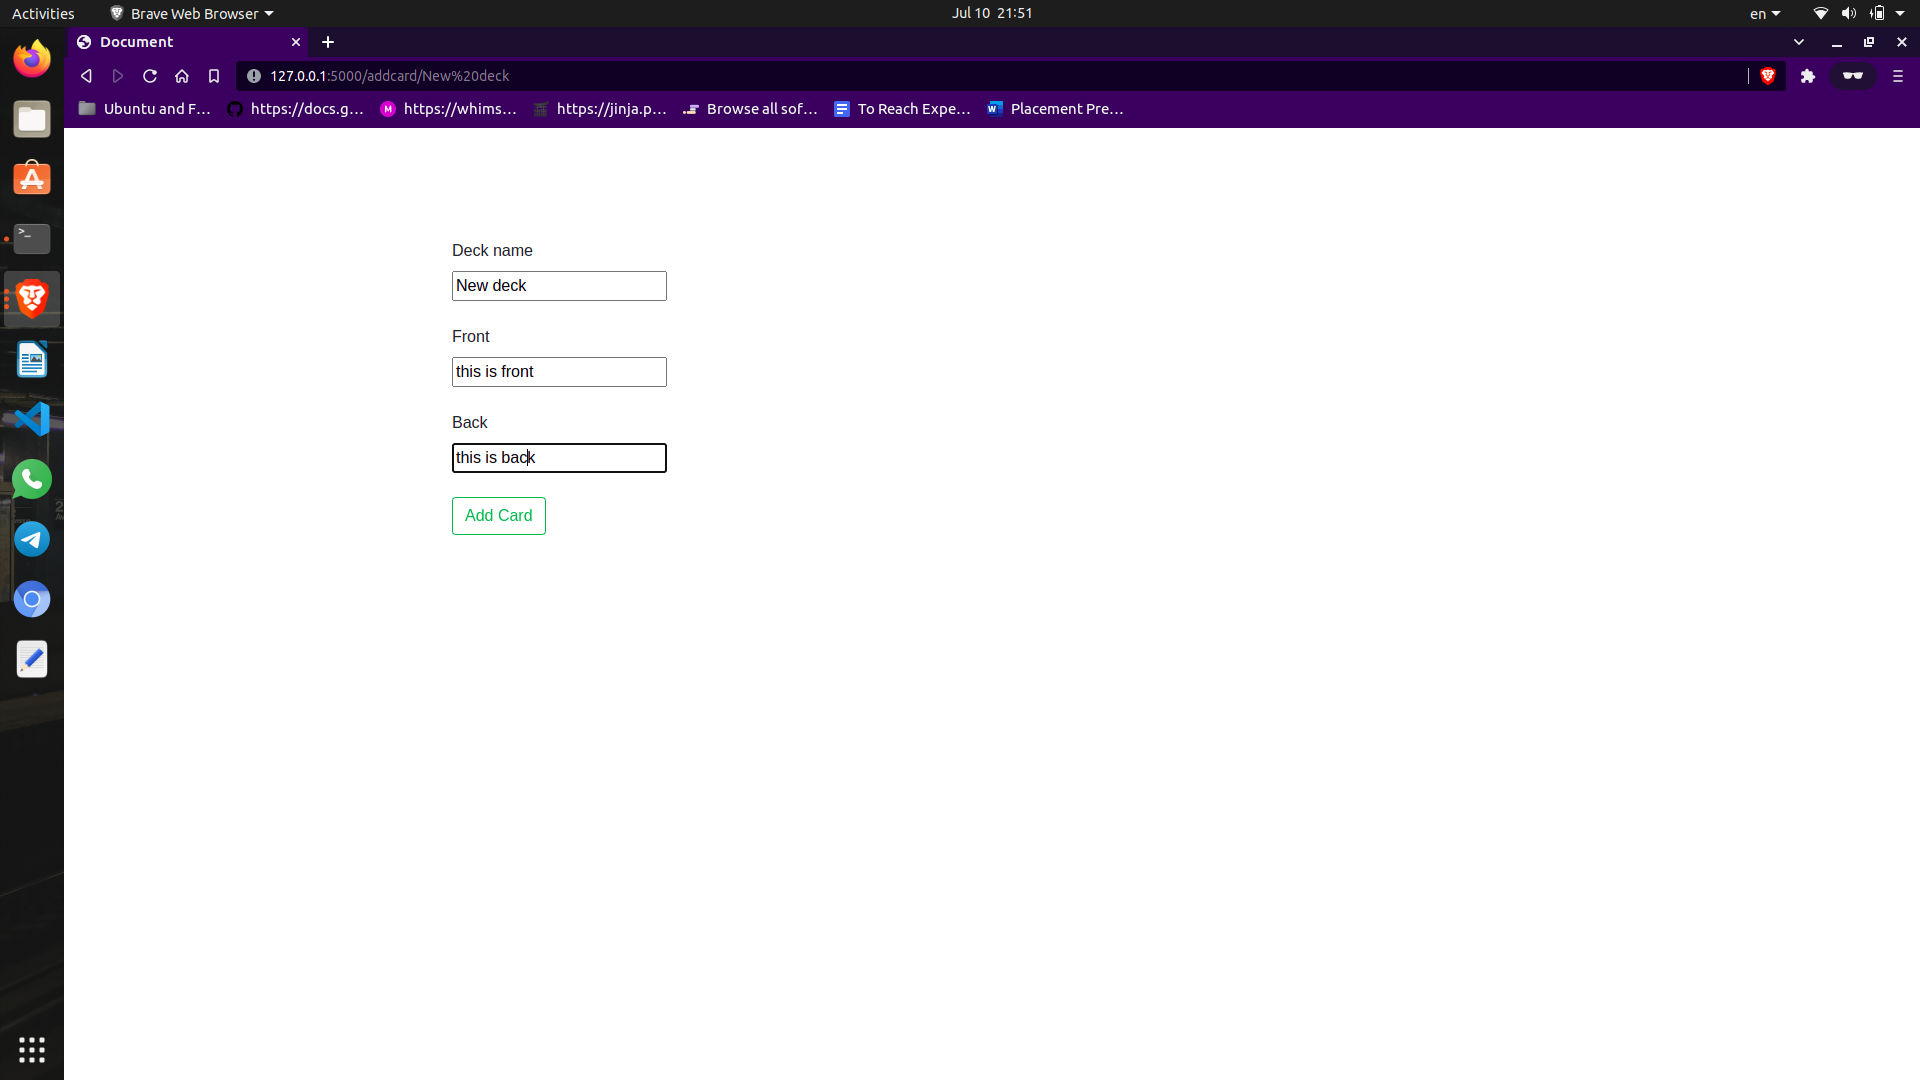 Activities
Brave Web Browser
Jul 10 21:51
en
Document
127.0.0.1:5000/addcard/New%20deck
Ubuntu and F...
https://docs.g...
https://whims...
https://jinja.p...
Browse all sof...
To Reach Expe...
Placement Pre...
Deck name
New deck
Front
this is front
Back
this is back
Add Card